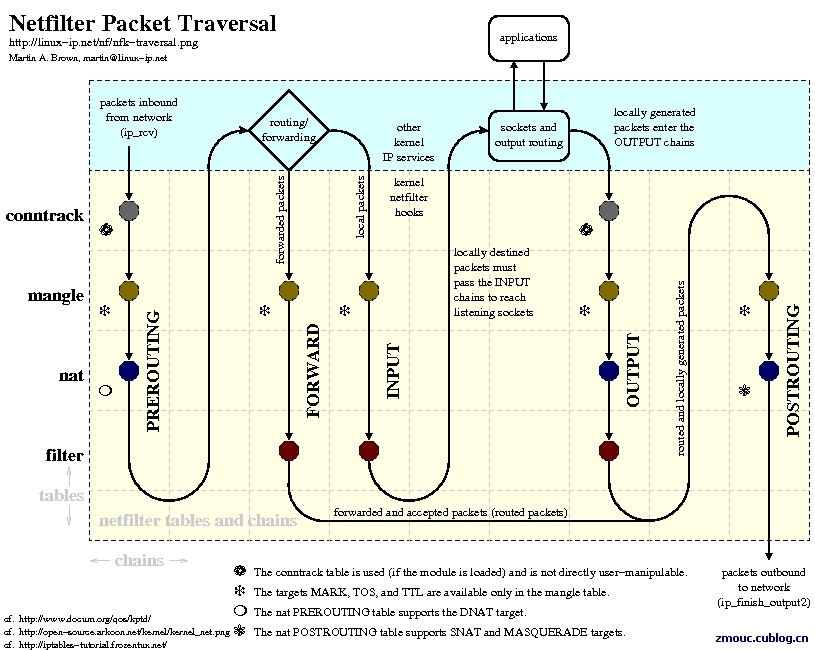 Netfilter Packet Traversal
http://linux-ip.net/nf/nfk-traversal.png
Martin A. Brown, martin@linux-ip.net
applications
packets inbound
from network
(ip_rcv)
routing/
forwarding
other
kernel
IP services
sockets and
output routing
locally generated
packets enter the
OUTPUT chains
kernel
netfilter
hooks
forwarded packets
local packets
conntrack
locally destined
packets must
pass the INPUT
chains to reach
listening sockets
mangle
routed and locally generated packets
PREROUTING
FORWARD
INPUT
OUTPUT
POSTROUTING
nat
filter
tables
netfilter tables and chains
forwarded and accepted packets (routed packets)
chains
The conntrack table is used (if the module is loaded) and is not directly user-manipulable.
The targets MARK, TOS, and TTL are available only in the mangle table.
The nat PREROUTING table supports the DNAT target.
The nat POSTROUTING table supports SNAT and MASQUERADE targets.
packets outbound
to network
(ip_finish_output2)
cf. http://www.docum.org/qos/kptd/
cf. http://open-source.arkoon.net/kernel/kernel_net.png
cf. http://iptables-tutorial.frozentux.net/
zmouc.cublog.cn